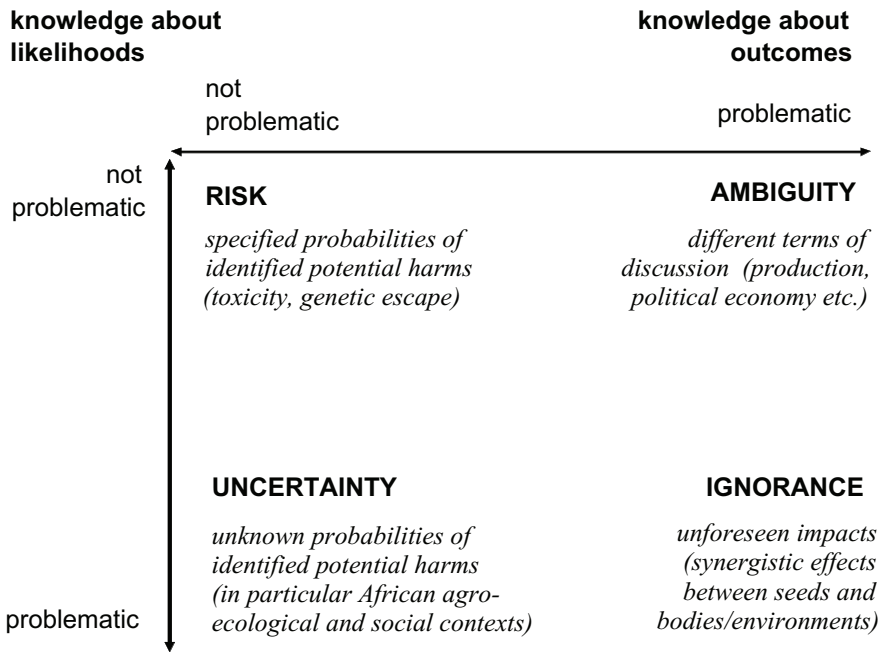 knowledge about
likelihoods
knowledge about
outcomes
not
problematic
problematic
not
problematic
RISK
specified probabilities of
identified potential harms
(toxicity, genetic escape)
AMBIGUITY
different terms of
discussion (production,
political economy etc.)
UNCERTAINTY
unknown probabilities of
identified potential harms
(in particular African agro-
ecological and social contexts)
IGNORANCE
unforeseen impacts
(synergistic effects
between seeds and
bodies/environments)
problematic